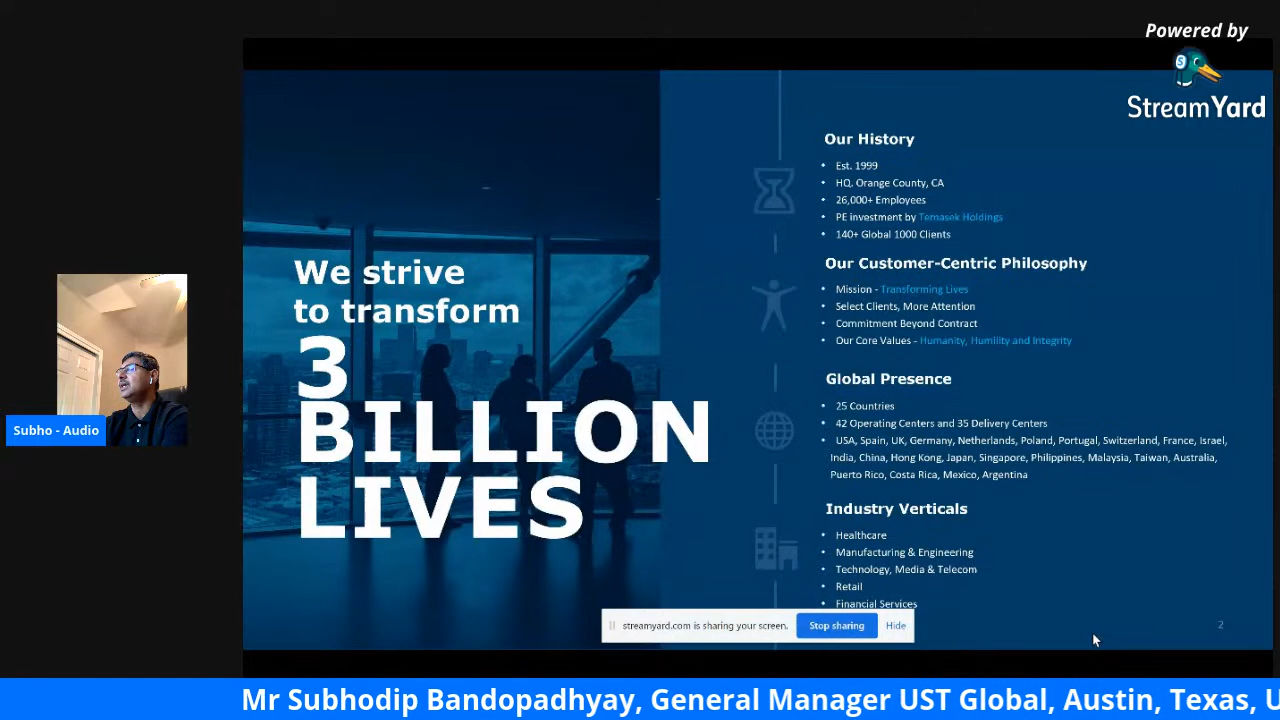 Powered by
StreamYard
We strive
to transform
3
BILLION
LIVES
Our History
• Est. 1999
• HQ. Orange County, CA
• 26,000+ Employees
• PE investment by Temasek Holdings
• 140+ Global 1000 Clients
Our Customer-Centric Philosophy
• Mission - Transforming Lives
• Select Clients, More Attention
• Commitment Beyond Contract
• Our Core Values - Humanity, Humility and Integrity
Global Presence
• 25 Countries
• 42 Operating Centers and 35 Delivery Centers
• USA, Spain, UK, Germany, Netherlands, Poland, Portugal, Switzerland, France, Israel,
India, China, Hong Kong, Japan, Singapore, Philippines, Malaysia, Taiwan, Australia,
Puerto Rico, Costa Rica, Mexico, Argentina
Industry Verticals
• Healthcare
• Manufacturing & Engineering
• Technology, Media & Telecom
• Retail
• Financial Services
streamyard.com is sharing your screen. Stop sharing Hide
2
Subho - Audio
Mr Subhodip Bandopadhyay, General Manager UST Global, Austin, Texas, U